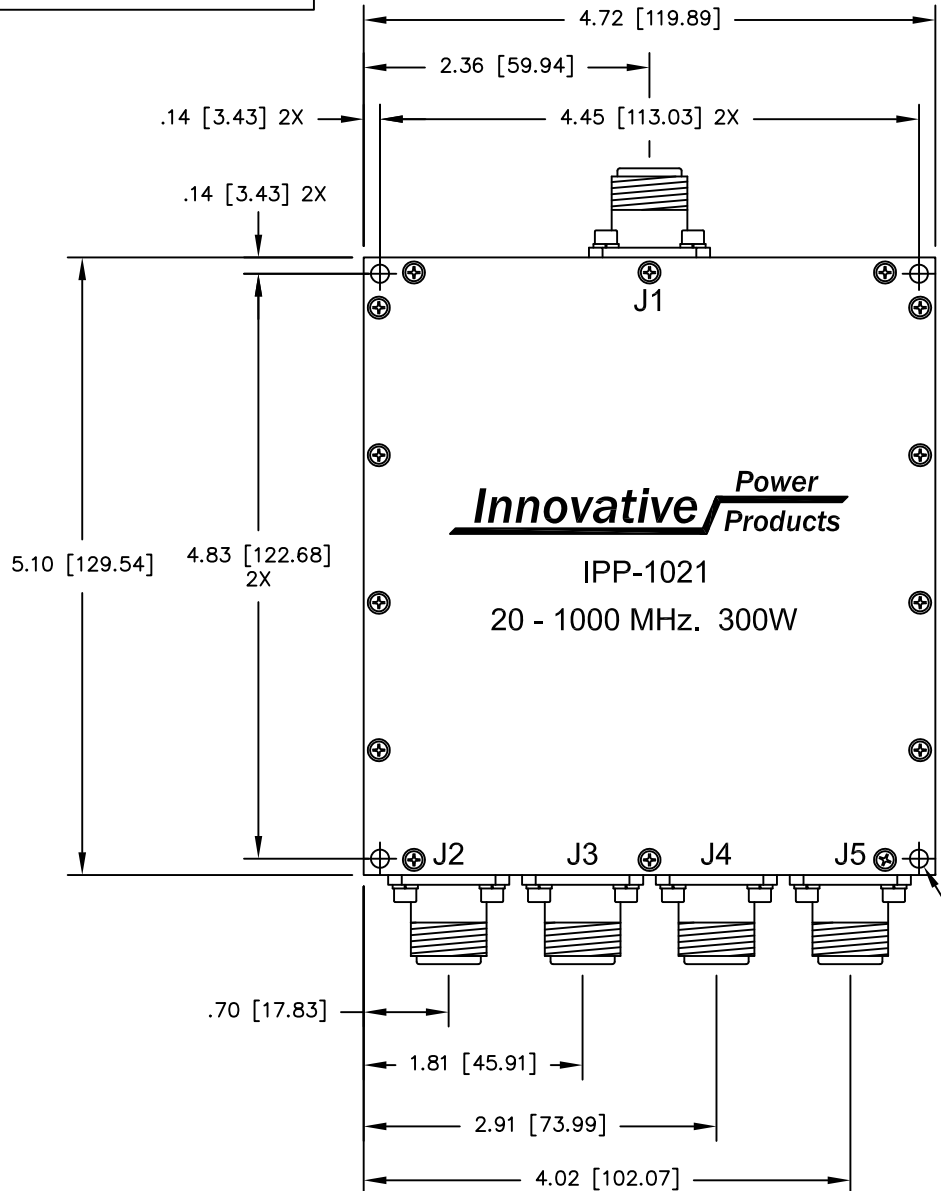 4.72 [119.89]
2.36 [59.94]
.14 [3.43] 2X
4.45 [113.03] 2X
.14 [3.43] 2X
J1
Innovative Power Products
5.10 [129.54]
4.83 [122.68]
2X
IPP-1021
20 - 1000 MHz. 300W
J2 J3 J4 J5
.70 [17.83]
1.81 [45.91]
2.91 [73.99]
4.02 [102.07]